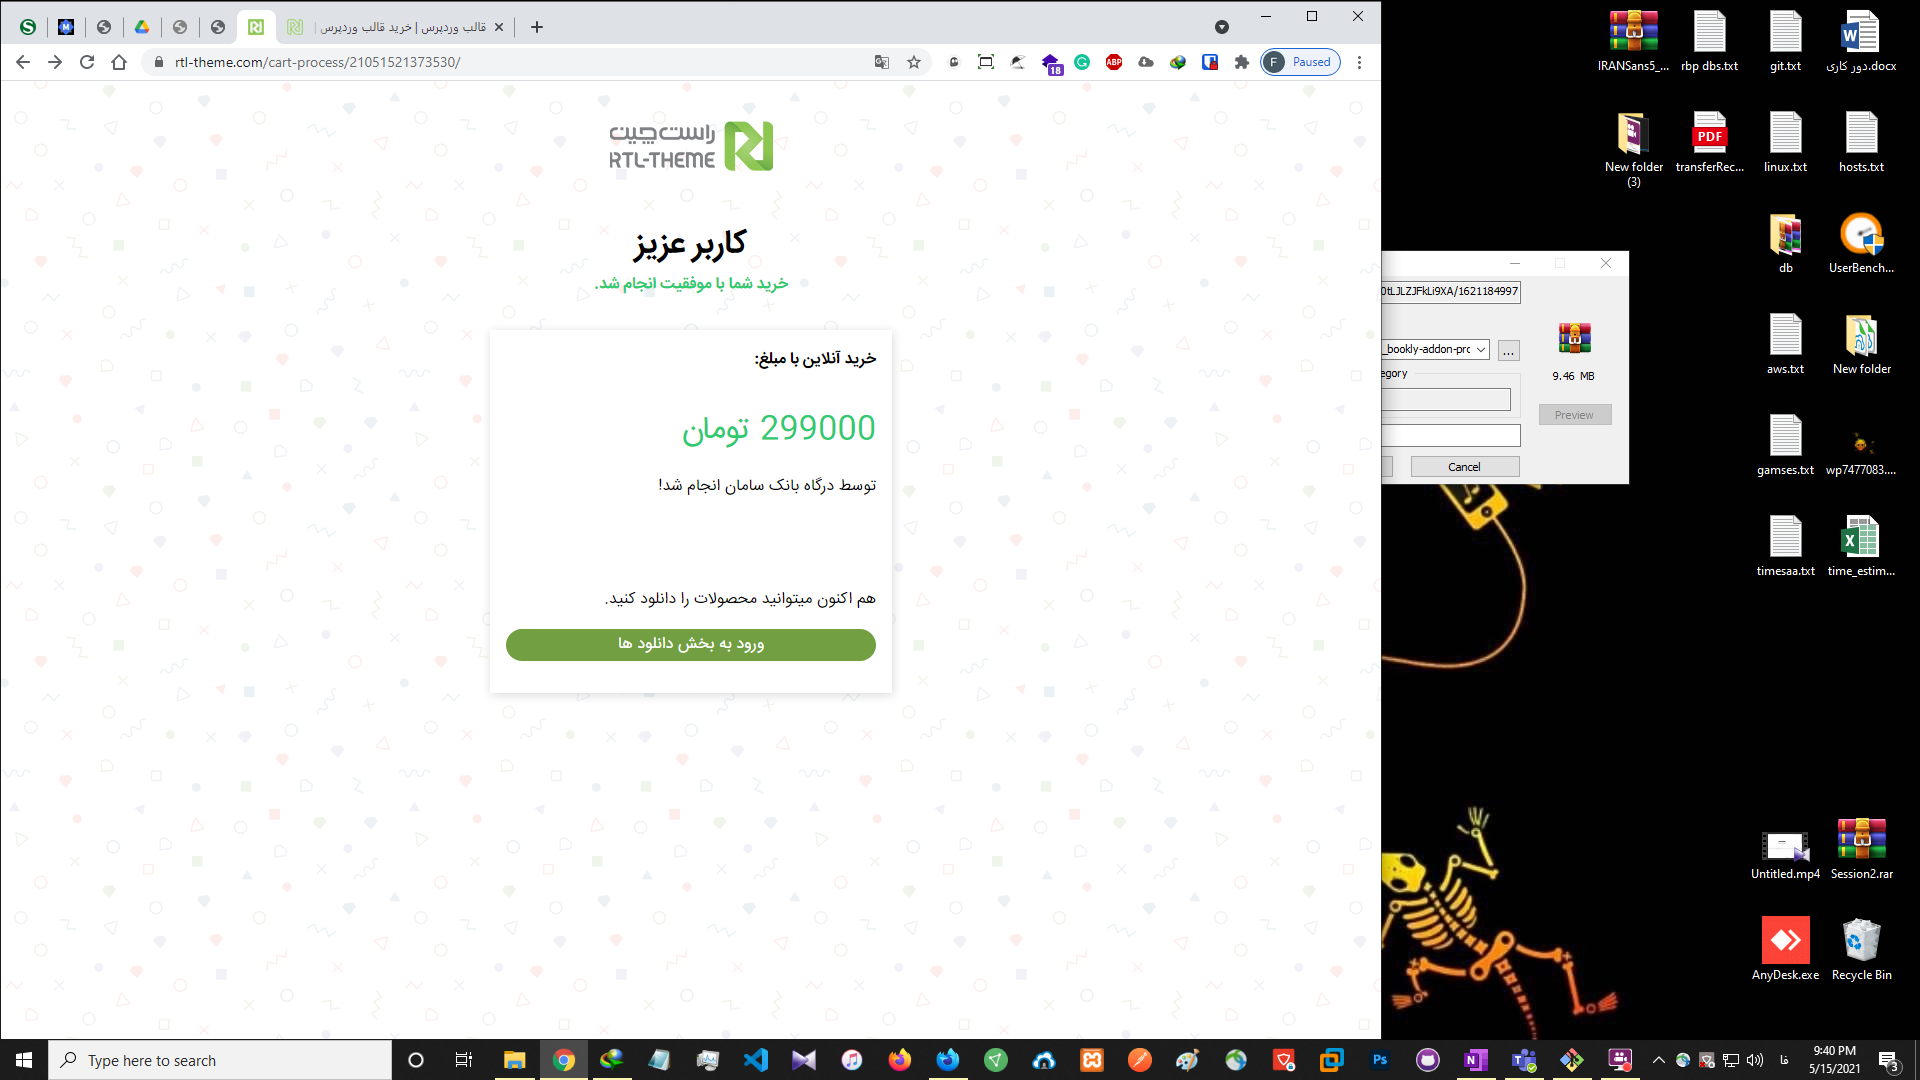 قالب وردپرس | خرید قالب وردپرس |
rtl-theme.com/cart-process/21051521373530/
18
ABP
F Paused
راست‌چین
RTL-THEME
کاربر عزیز
خرید شما با موفقیت انجام شد.
خرید آنلاین با مبلغ:
299000 تومان
توسط درگاه بانک سامان انجام شد!
هم اکنون میتوانید محصولات را دانلود کنید.
ورود به بخش دانلود ها
0tLJLZJFkLi9XA/1621184997
_bookly-addon-prc
...
egory
9.46 MB
Preview
Cancel
IRANSans5_...
rbp dbs.txt
git.txt
دور کاری.docx
New folder (3)
PDF
transferRec...
linux.txt
hosts.txt
db
UserBench...
aws.txt
New folder
gamses.txt
wp7477083....
timesaa.txt
time_estim...
Untitled.mp4
Session2.rar
AnyDesk.exe
Recycle Bin
Type here to search
Ps
فا
9:40 PM
5/15/2021
3